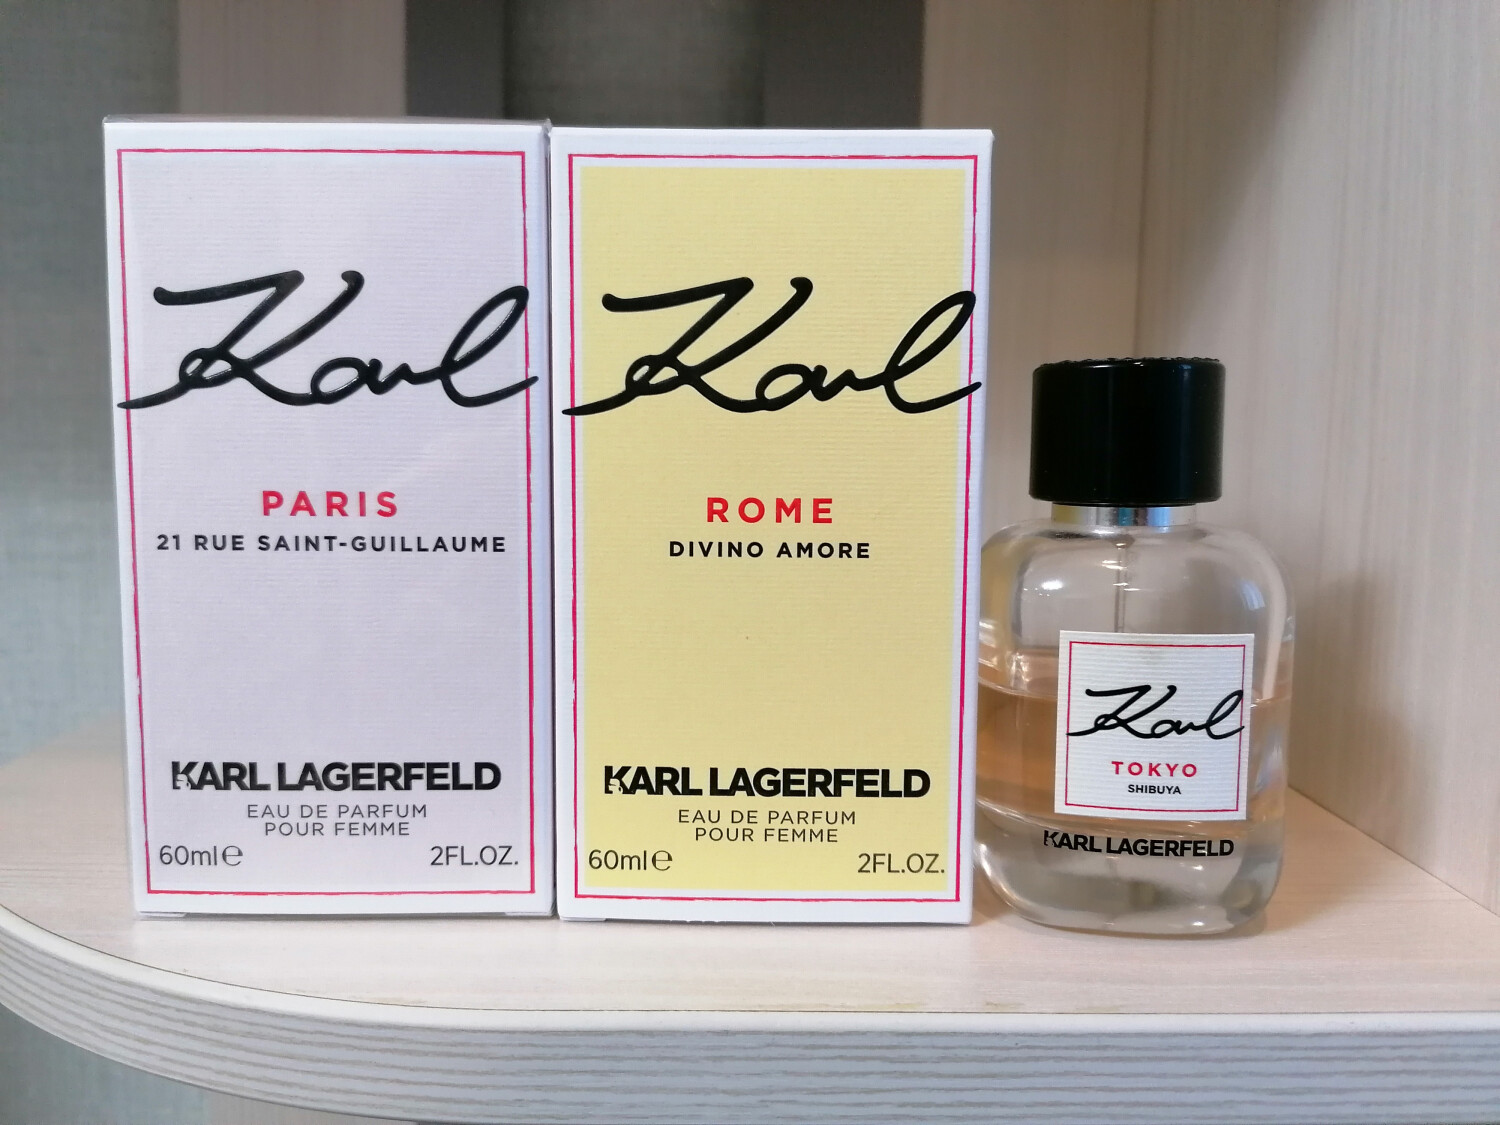 Karl
PARIS
21 RUE SAINT-GUILLAUME
KARL LAGERFELD
EAU DE PARFUM
POUR FEMME
60ml℮ 2FL.OZ.
Karl
ROME
DIVINO AMORE
KARL LAGERFELD
EAU DE PARFUM
POUR FEMME
60ml℮ 2FL.OZ.
Karl
TOKYO
SHIBUYA
KARL LAGERFELD